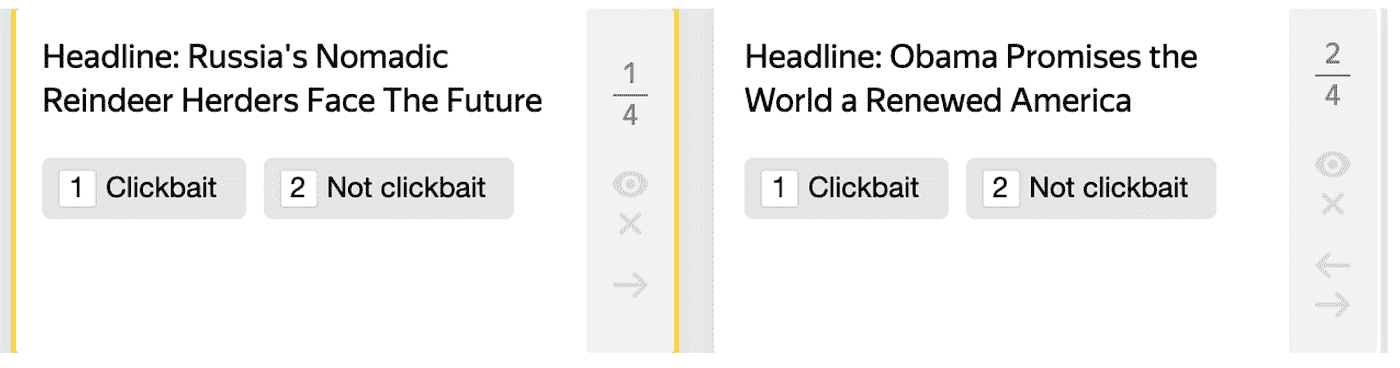 Headline: Russia's Nomadic
Reindeer Herders Face The Future
1 Clickbait
2 Not clickbait
1
4
Headline: Obama Promises the
World a Renewed America
1 Clickbait
2 Not clickbait
2
4